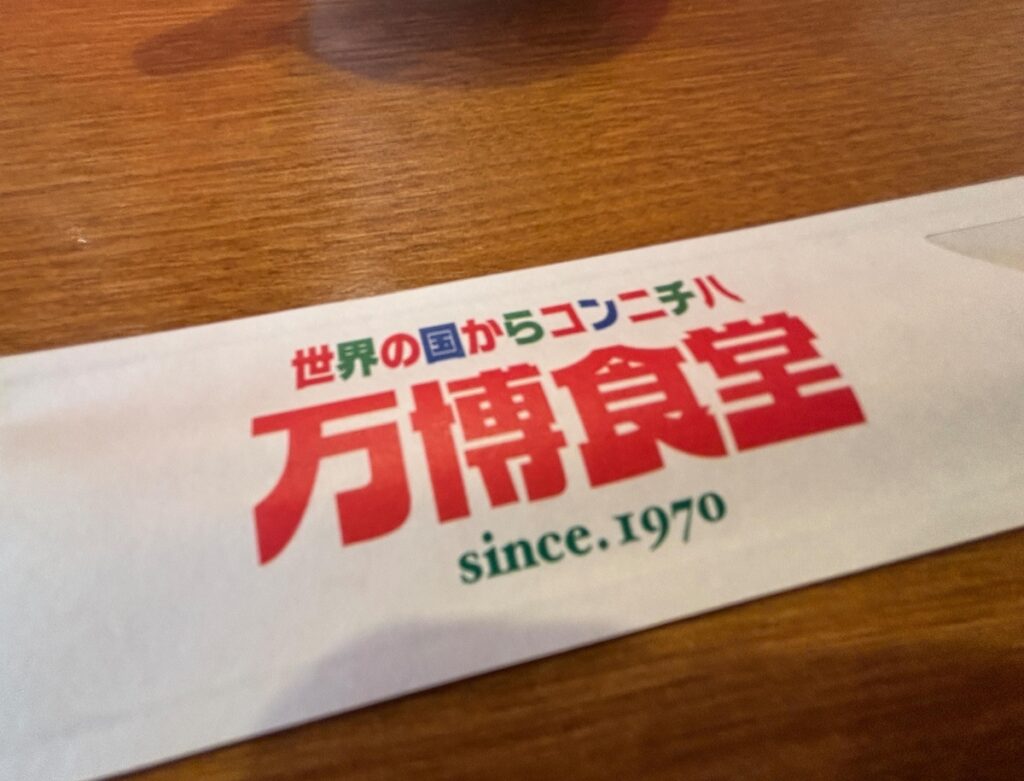 世界の国からコンニチハ
万博食堂
since.1970